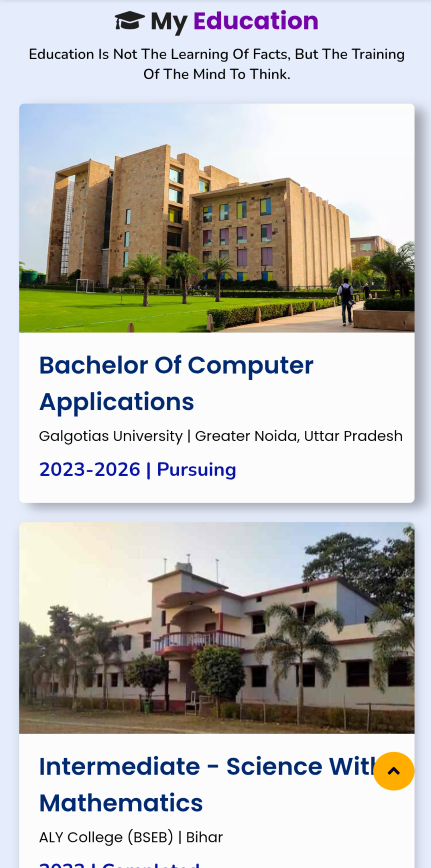 My Education
Education Is Not The Learning Of Facts, But The Training
Of The Mind To Think.
Bachelor Of Computer
Applications
Galgotias University | Greater Noida, Uttar Pradesh
2023-2026 | Pursuing
Intermediate - Science With
Mathematics
ALY College (BSEB) | Bihar
| Completed